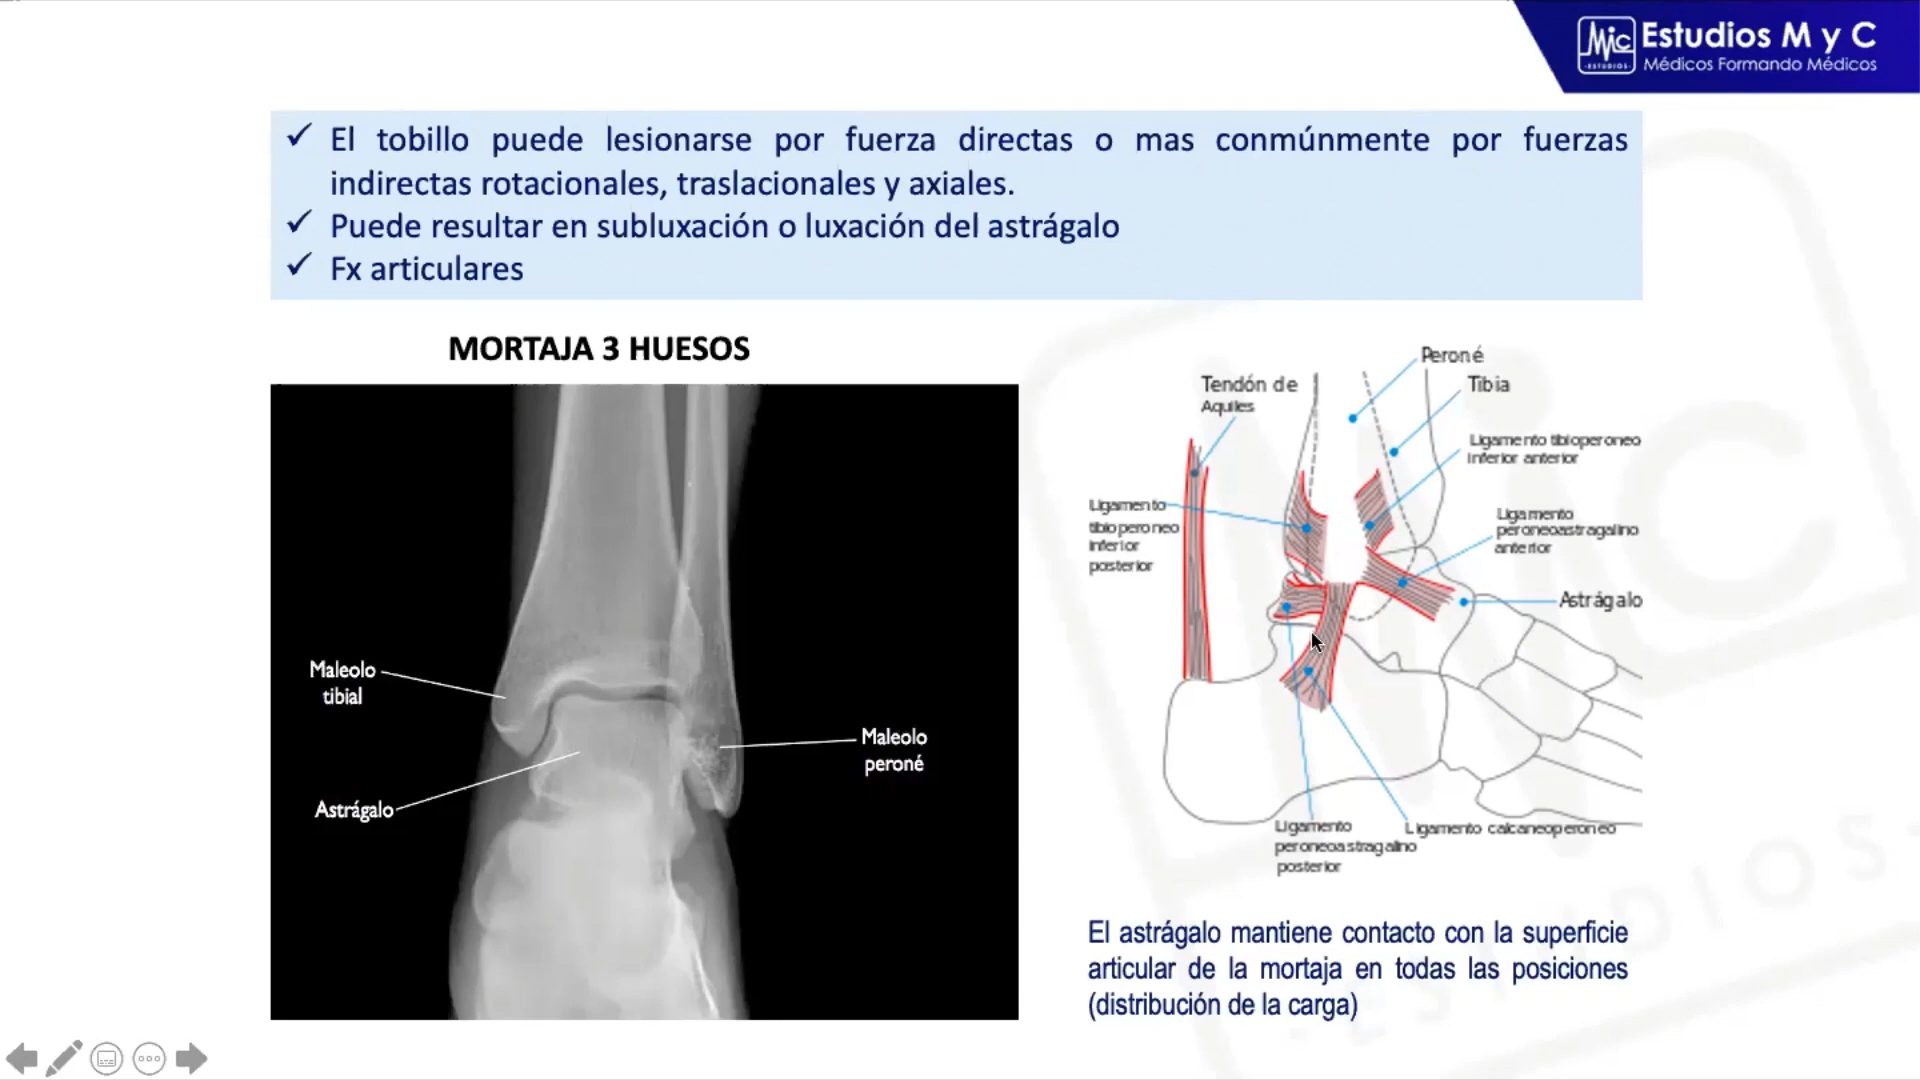 Mic
-ESTUDIOS-
Estudios M y C
Médicos Formando Médicos
✓ El tobillo puede lesionarse por fuerza directas o mas conmúnmente por fuerzas
indirectas rotacionales, traslacionales y axiales.
✓ Puede resultar en subluxación o luxación del astrágalo
✓ Fx articulares
MORTAJA 3 HUESOS
Maleolo
tibial
Astrágalo
Maleolo
peroné
Peroné
Tendón de
Aquiles
Tibia
Ligamento tibioperoneo
inferior anterior
Ligamento
tibioperoneo
inferior
posterior
Ligamento
peroneoastragalino
anterior
Astrágalo
Ligamento
peroneoastragalino
posterior
Ligamento calcaneoperoneo
El astrágalo mantiene contacto con la superficie
articular de la mortaja en todas las posiciones
(distribución de la carga)